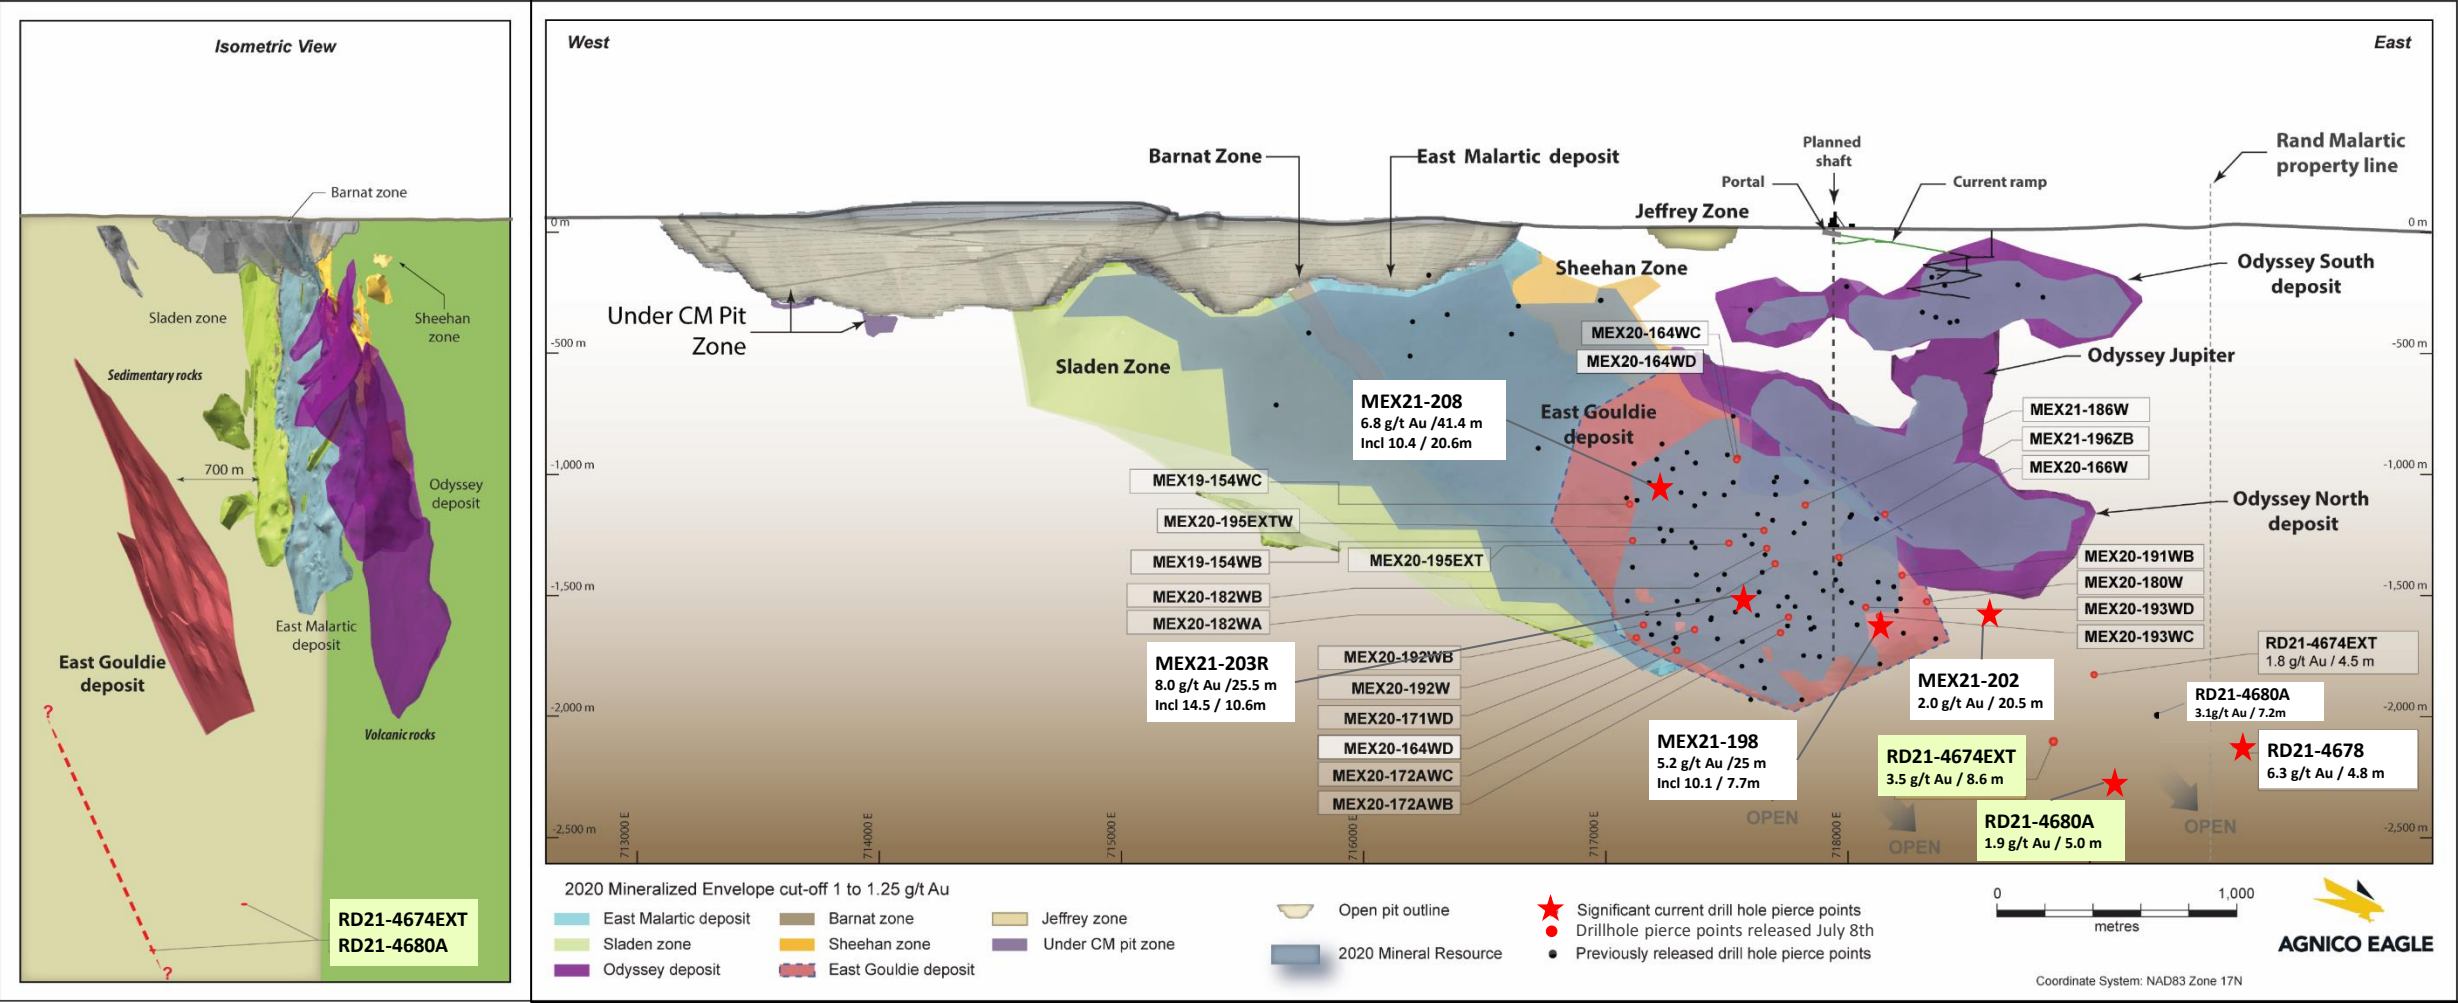 Isometric View
Barnat zone
Sladen zone
Sheehan
zone
Sedimentary rocks
700 m
Odyssey
deposit
East Malartic
deposit
East Gouldie
deposit
?
Volcanic rocks
RD21-4674EXT
RD21-4680A
?
West
East
Barnat Zone
East Malartic deposit
Planned
shaft
Portal
Current ramp
Rand Malartic
property line
Jeffrey Zone
0 m
0 m
Sheehan Zone
Odyssey South
deposit
Under CM Pit
Zone
MEX20-164WC
MEX20-164WD
-500 m
-500 m
Sladen Zone
Odyssey Jupiter
MEX21-208
6.8 g/t Au /41.4 m
Incl 10.4 / 20.6m
East Gouldie
deposit
MEX21-186W
MEX21-196ZB
MEX20-166W
-1,000 m
-1,000 m
MEX19-154WC
MEX20-195EXTW
MEX19-154WB
MEX20-195EXT
Odyssey North
deposit
MEX20-182WB
MEX20-182WA
MEX20-191WB
MEX20-180W
MEX20-193WD
MEX20-193WC
-1,500 m
-1,500 m
MEX21-203R
8.0 g/t Au /25.5 m
Incl 14.5 / 10.6m
MEX20-192WB
MEX20-192W
MEX20-171WD
MEX20-164WD
MEX20-172AWC
MEX20-172AWB
MEX21-202
2.0 g/t Au / 20.5 m
RD21-4674EXT
1.8 g/t Au / 4.5 m
RD21-4680A
3.1g/t Au / 7.2m
-2,000 m
-2,000 m
MEX21-198
5.2 g/t Au /25 m
Incl 10.1 / 7.7m
RD21-4674EXT
3.5 g/t Au / 8.6 m
RD21-4678
6.3 g/t Au / 4.8 m
RD21-4680A
1.9 g/t Au / 5.0 m
OPEN
OPEN
OPEN
-2,500 m
-2,500 m
713000 E
714000 E
715000 E
716000 E
717000 E
718000 E
2020 Mineralized Envelope cut-off 1 to 1.25 g/t Au
East Malartic deposit
Sladen zone
Odyssey deposit
Barnat zone
Sheehan zone
East Gouldie deposit
Jeffrey zone
Under CM pit zone
Open pit outline
2020 Mineral Resource
Significant current drill hole pierce points
Drillhole pierce points released July 8th
Previously released drill hole pierce points
0 1,000
metres
AGNICO EAGLE
Coordinate System: NAD83 Zone 17N